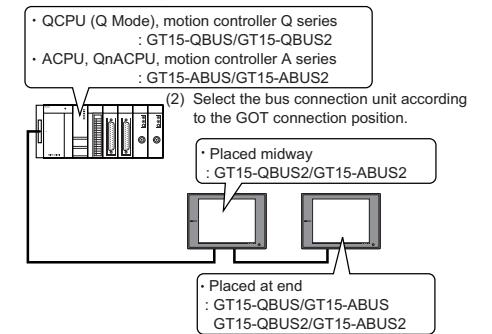 ・QCPU (Q Mode), motion controller Q series
: GT15-QBUS/GT15-QBUS2
・ACPU, QnACPU, motion controller A series
: GT15-ABUS/GT15-ABUS2
(2) Select the bus connection unit according
to the GOT connection position.
・Placed midway
: GT15-QBUS2/GT15-ABUS2
・Placed at end
: GT15-QBUS/GT15-ABUS
GT15-QBUS2/GT15-ABUS2